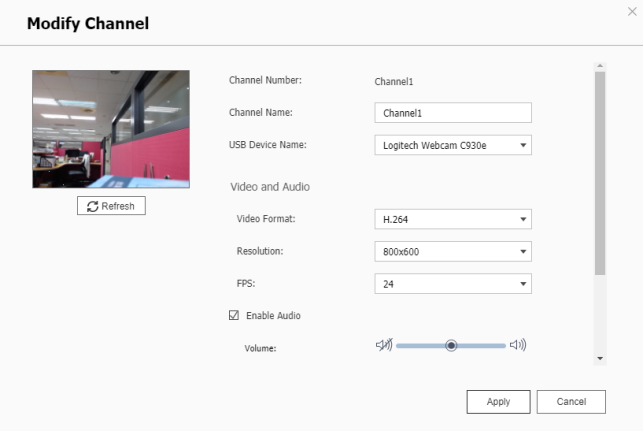 Modify Channel
Channel Number: Channel1
Channel Name: Channel1
USB Device Name: Logitech Webcam C930e
Video and Audio
Refresh
Video Format: H.264
Resolution: 800x600
FPS: 24
Enable Audio
Volume:
Apply Cancel